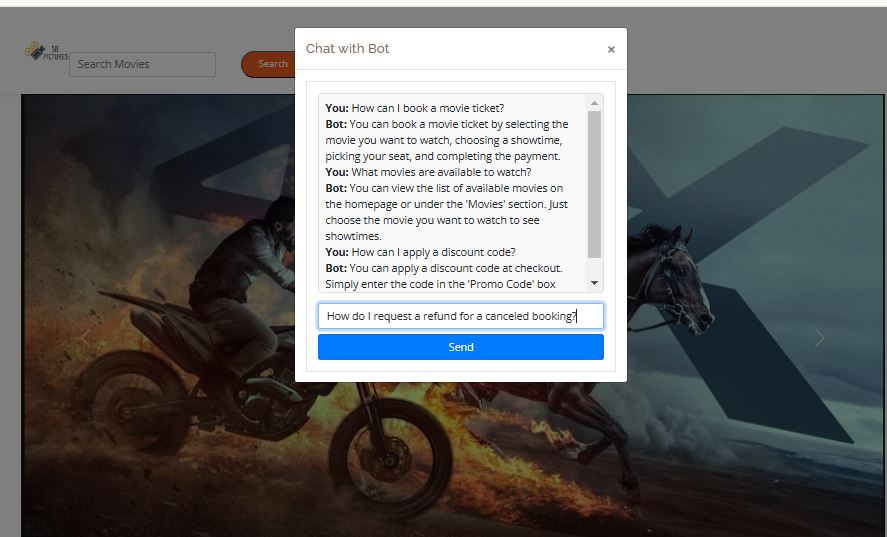 Chat with Bot ×
SB
PICTURES
Search Movies
Search
You: How can I book a movie ticket?
Bot: You can book a movie ticket by selecting the
movie you want to watch, choosing a showtime,
picking your seat, and completing the payment.
You: What movies are available to watch?
Bot: You can view the list of available movies on
the homepage or under the 'Movies' section. Just
choose the movie you want to watch to see
showtimes.
You: How can I apply a discount code?
Bot: You can apply a discount code at checkout.
Simply enter the code in the 'Promo Code' box
How do I request a refund for a canceled booking?
Send